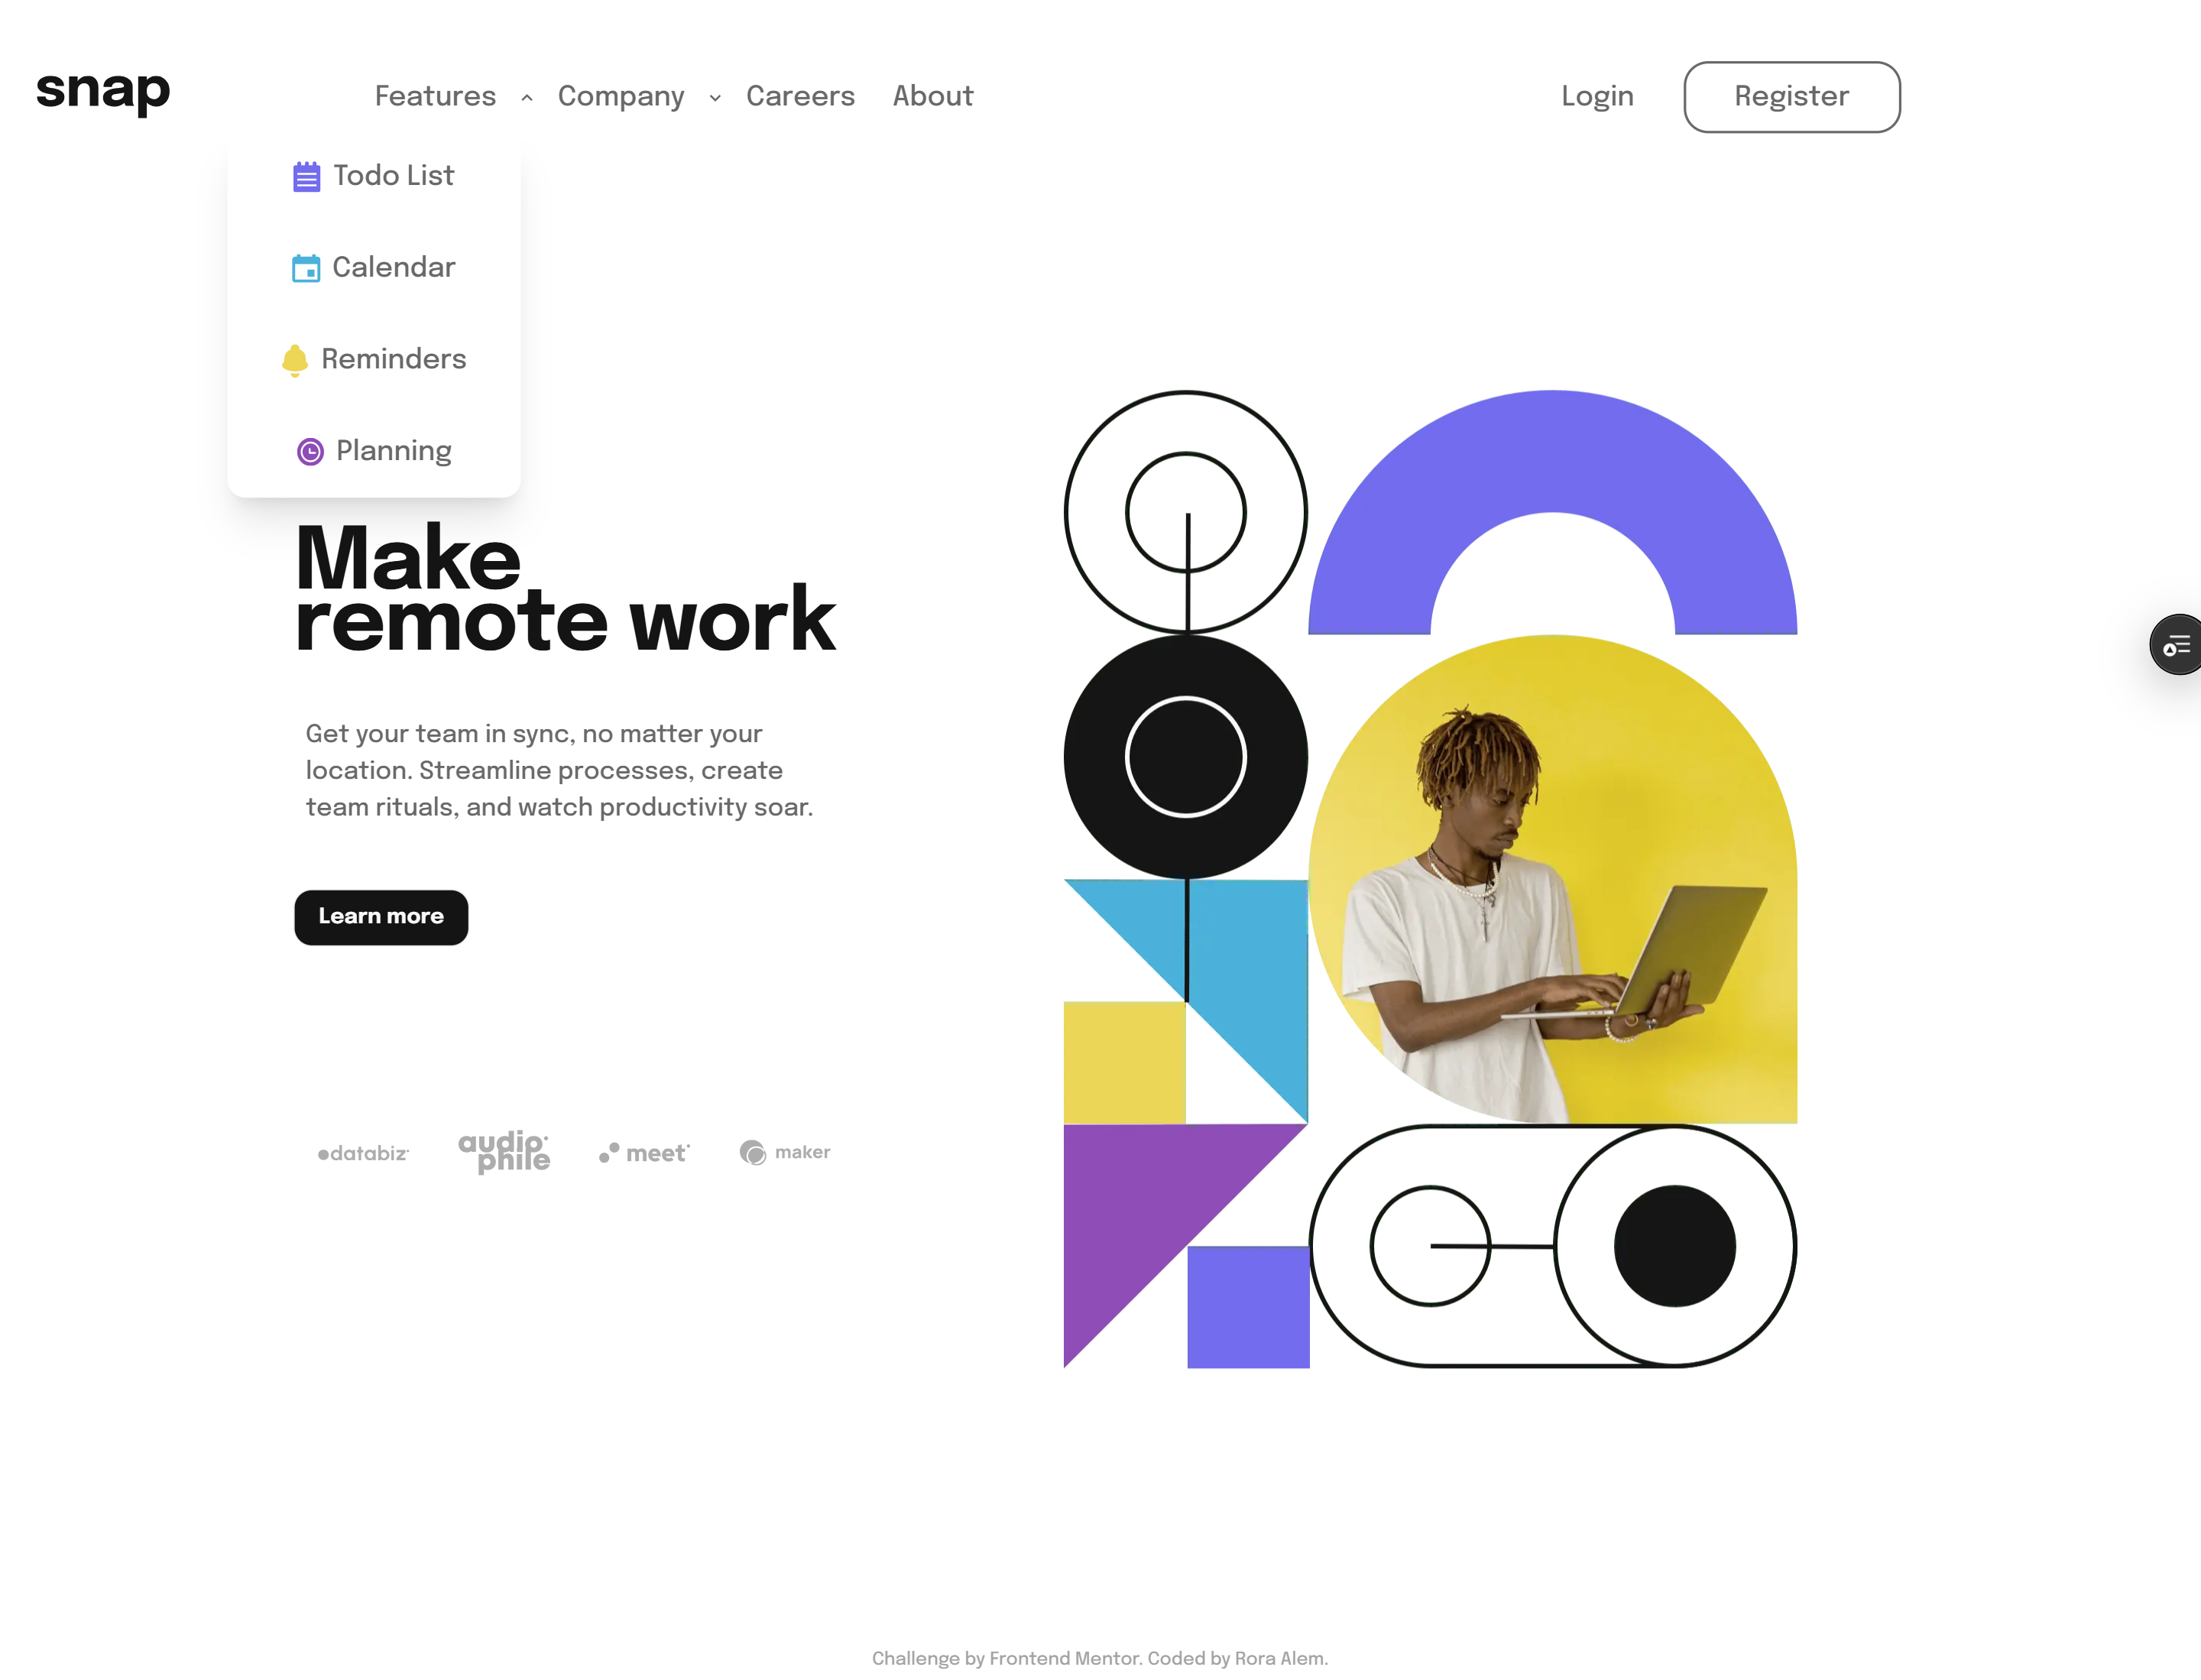 snap
Features Company Careers About Login Register
Todo List
Calendar
Reminders
Planning
Make
remote work
Get your team in sync, no matter your
location. Streamline processes, create
team rituals, and watch productivity soar.
Learn more
databiz audiophile meet maker
Challenge by Frontend Mentor. Coded by Rora Alem.